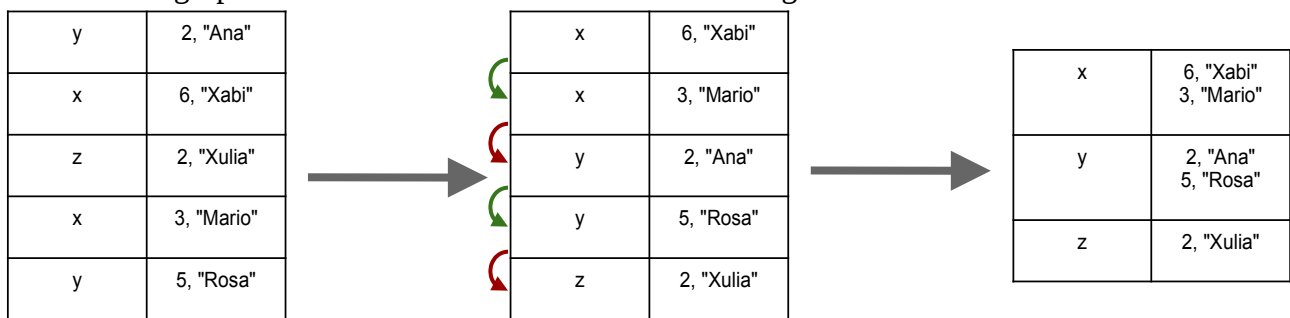 y 2, "Ana"
x 6, "Xabi"
z 2, "Xulia"
x 3, "Mario"
y 5, "Rosa"
x 6, "Xabi"
x 3, "Mario"
y 2, "Ana"
y 5, "Rosa"
z 2, "Xulia"
x 6, "Xabi"
3, "Mario"
y 2, "Ana"
5, "Rosa"
z 2, "Xulia"